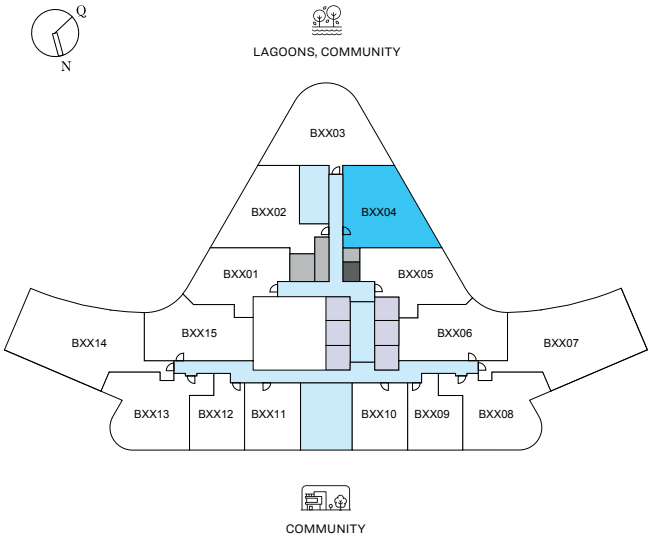 Q
N
LAGOONS, COMMUNITY
BXX03
BXX02
BXX04
BXX01
BXX05
BXX14
BXX15
BXX06
BXX07
BXX13
BXX12
BXX11
BXX10
BXX09
BXX08
COMMUNITY